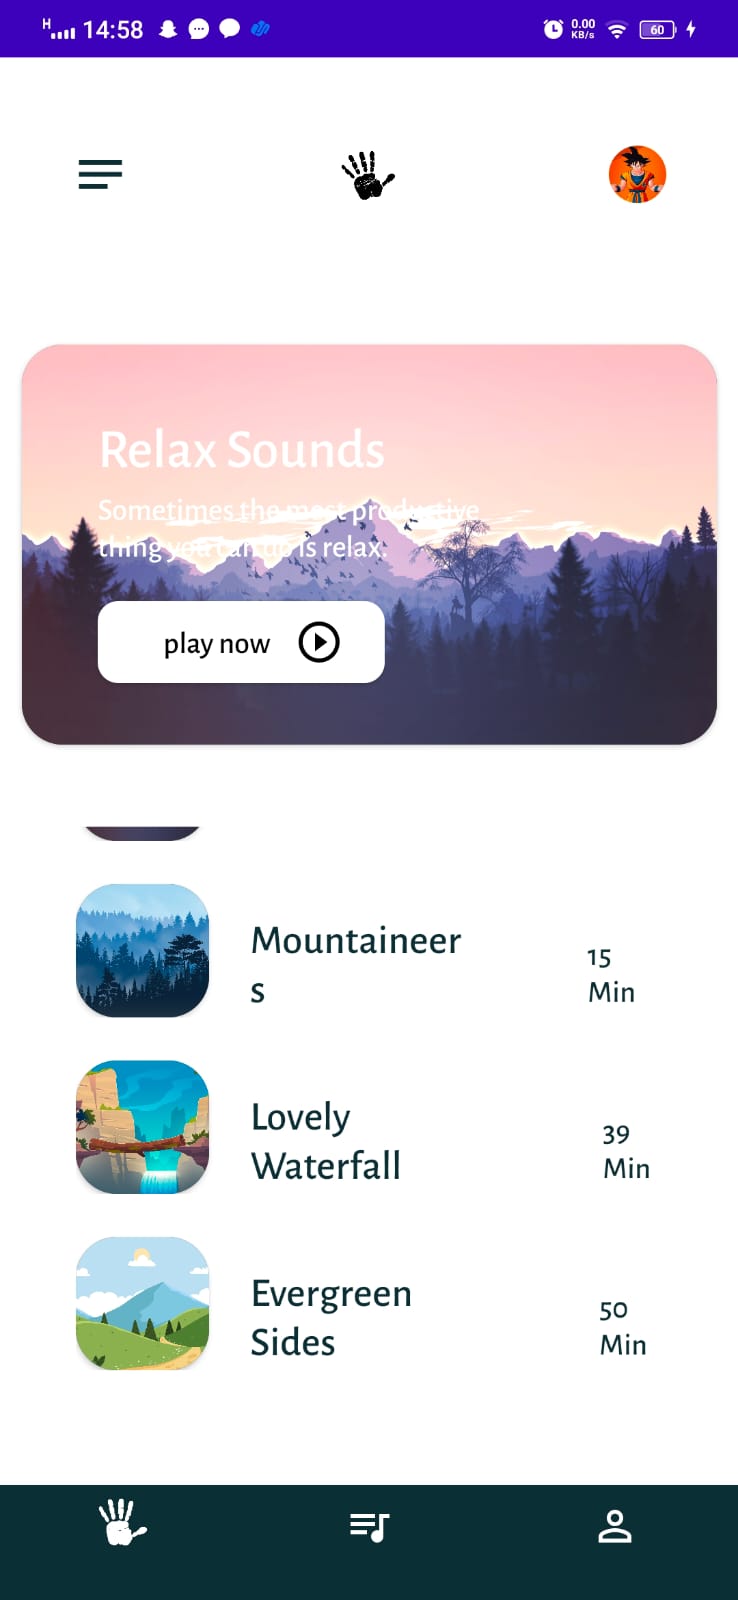 H 14:58 0.00 60
KB/s
Relax Sounds
Sometimes the most productive
thing you can do is relax.
play now
Mountaineer
s
15
Min
Lovely
Waterfall
39
Min
Evergreen
Sides
50
Min